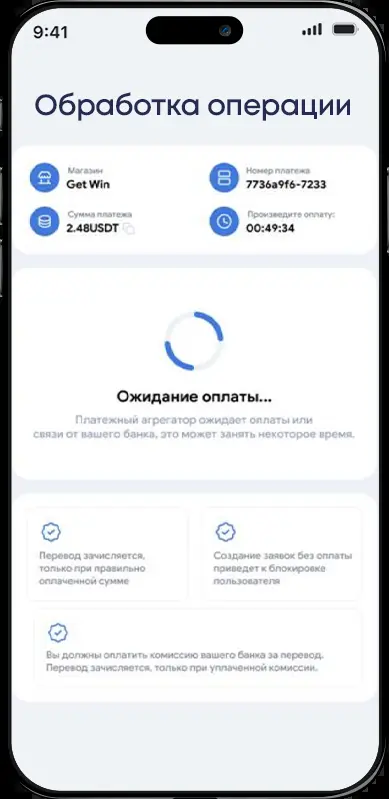 9:41
Обработка операции
Магазин
Get Win
Номер платежа
7736a9f6-7233
Сумма платежа
2.48USDT
Произведите оплату:
00:49:34
Ожидание оплаты...
Платежный агрегатор ожидает оплаты или
связи от вашего банка, это может занять некоторое время.
Перевод зачисляется,
только при правильно
оплаченной сумме
Создание заявок без оплаты
приведет к блокировке
пользователя
Вы должны оплатить комиссию вашего банка за перевод.
Перевод зачисляется, только при уплаченной комиссии.